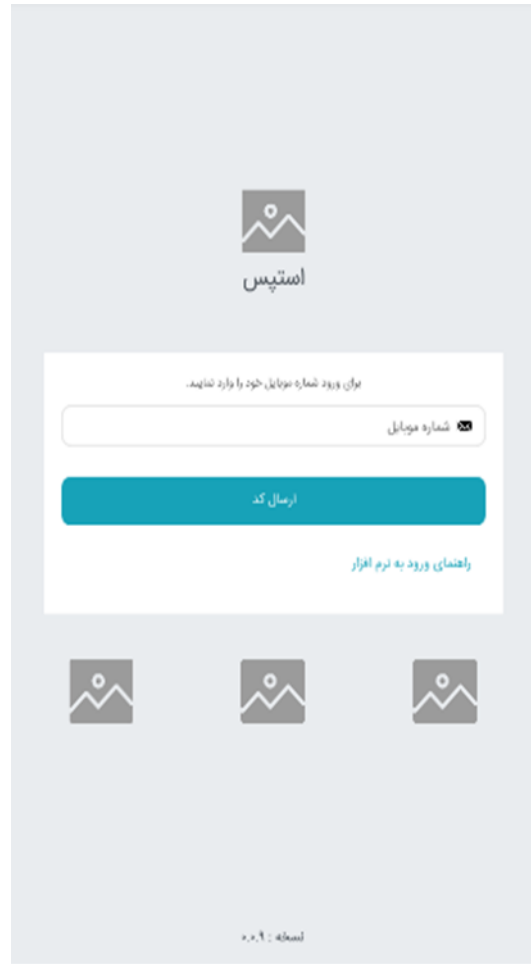 استپس
برای ورود شماره موبایل خود را وارد نمایید.
شماره موبایل
ارسال کد
راهنمای ورود به نرم افزار
نسخه : ۰.۰.۹